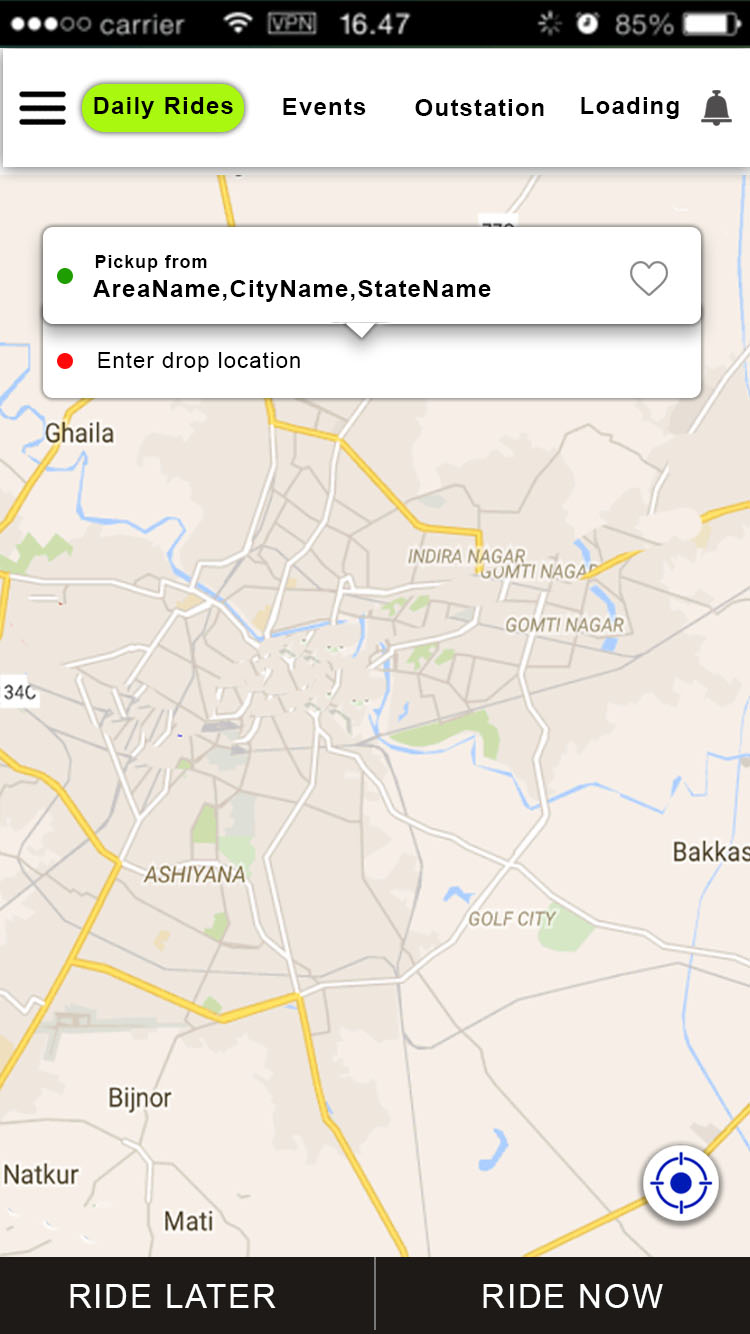 carrier VPN 16.47 85%
Daily Rides Events Outstation Loading
Pickup from
AreaName,CityName,StateName
Enter drop location
Ghaila
INDIRA NAGAR
GOMTI NAGAR
GOMTI NAGAR
34C
Bakkas
ASHIYANA
GOLF CITY
Bijnor
Natkur
Mati
RIDE LATER RIDE NOW